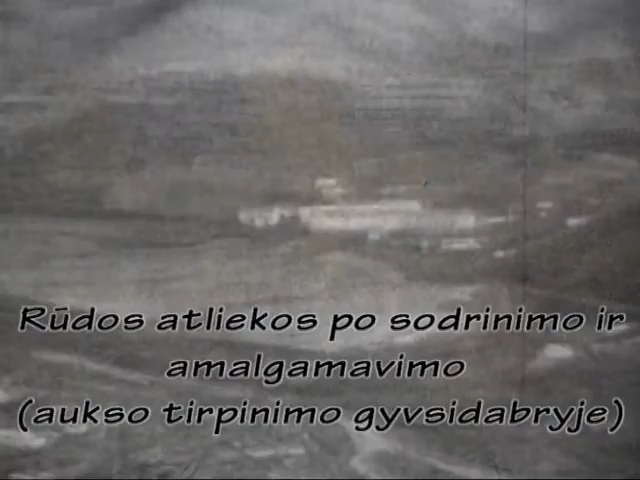 Rūdos atliekos po sodrinimo ir
amalgamavimo
(aukso tirpinimo gyvsidabryje)